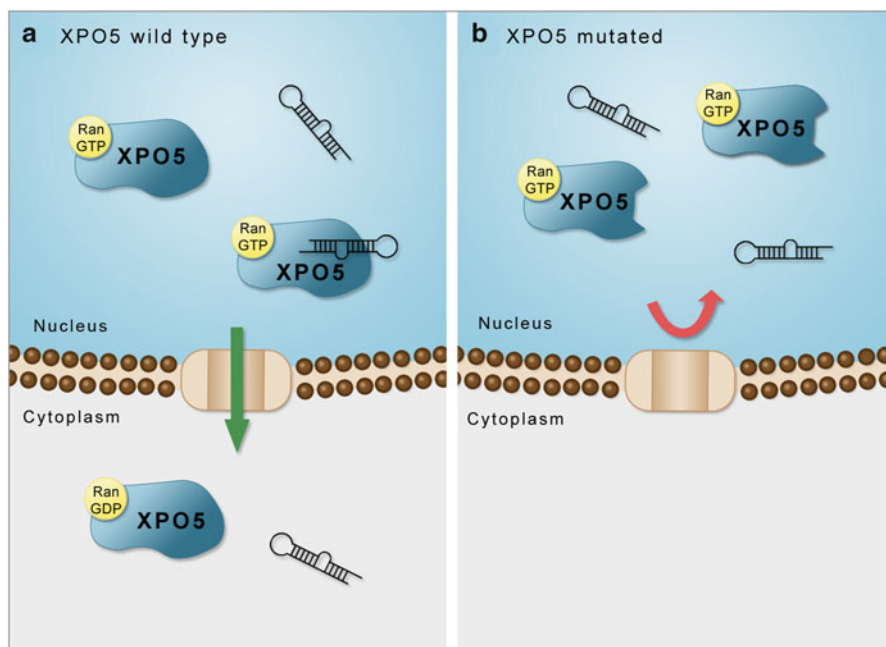 a XPO5 wild type
Ran
GTP
XPO5
Ran
GTP
XPO5
Nucleus
Cytoplasm
Ran
GDP
XPO5
b XPO5 mutated
Ran
GTP
XPO5
Ran
GTP
XPO5
Nucleus
Cytoplasm